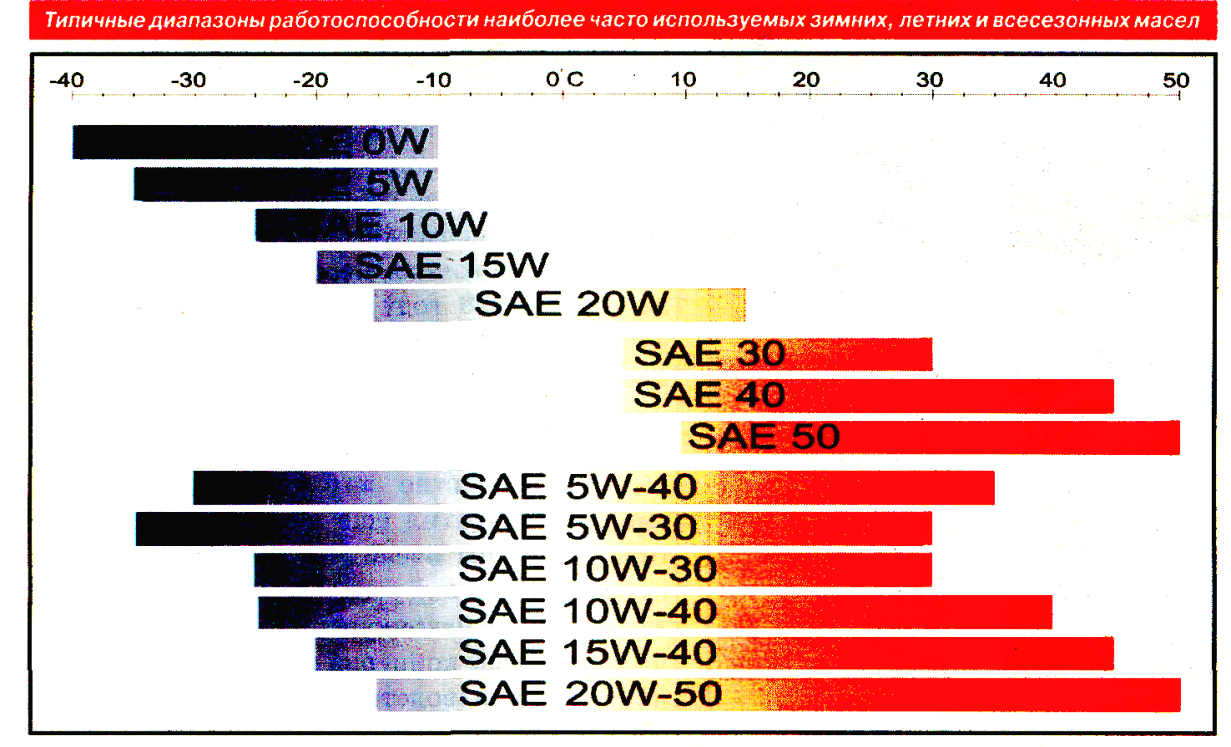 Типичные диапазоны работоспособности наиболее часто используемых зимних, летних и всесезонных масел
-40 -30 -20 -10 0°C 10 20 30 40 50
0W
5W
AE 10W
SAE 15W
SAE 20W
SAE 30
SAE 40
SAE 50
SAE 5W-40
SAE 5W-30
SAE 10W-30
SAE 10W-40
SAE 15W-40
SAE 20W-50